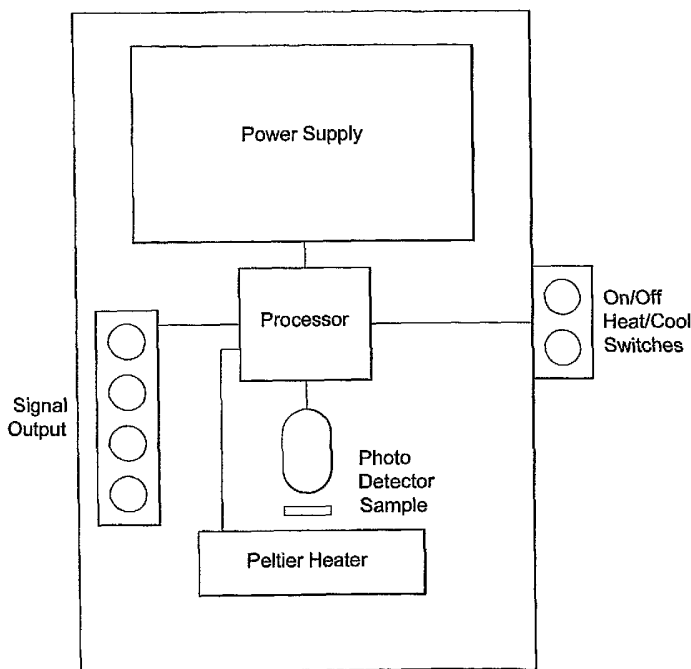 Power Supply
Processor
On/Off
Heat/Cool
Switches
Signal
Output
Photo
Detector
Sample
Peltier Heater